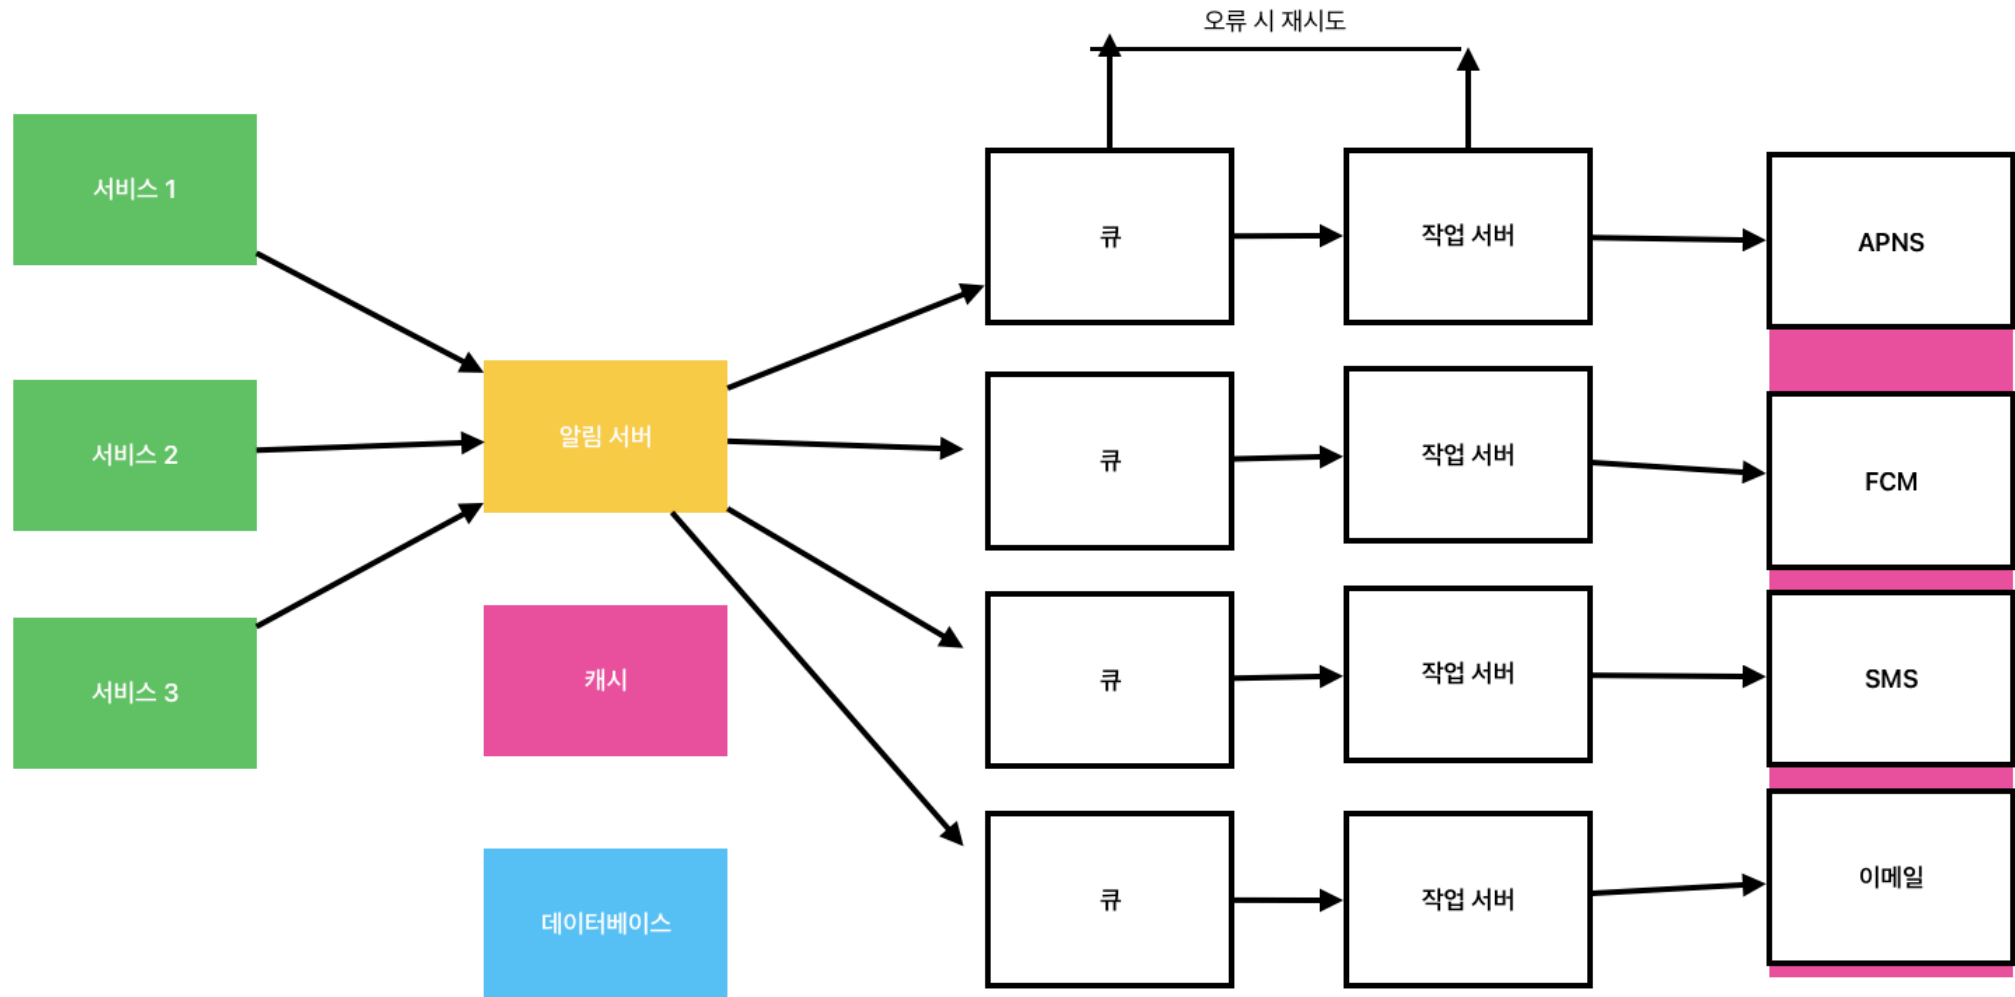 오류 시 재시도
서비스 1
큐
작업 서버
APNS
서비스 2
알림 서버
큐
작업 서버
FCM
서비스 3
캐시
큐
작업 서버
SMS
데이터베이스
큐
작업 서버
이메일